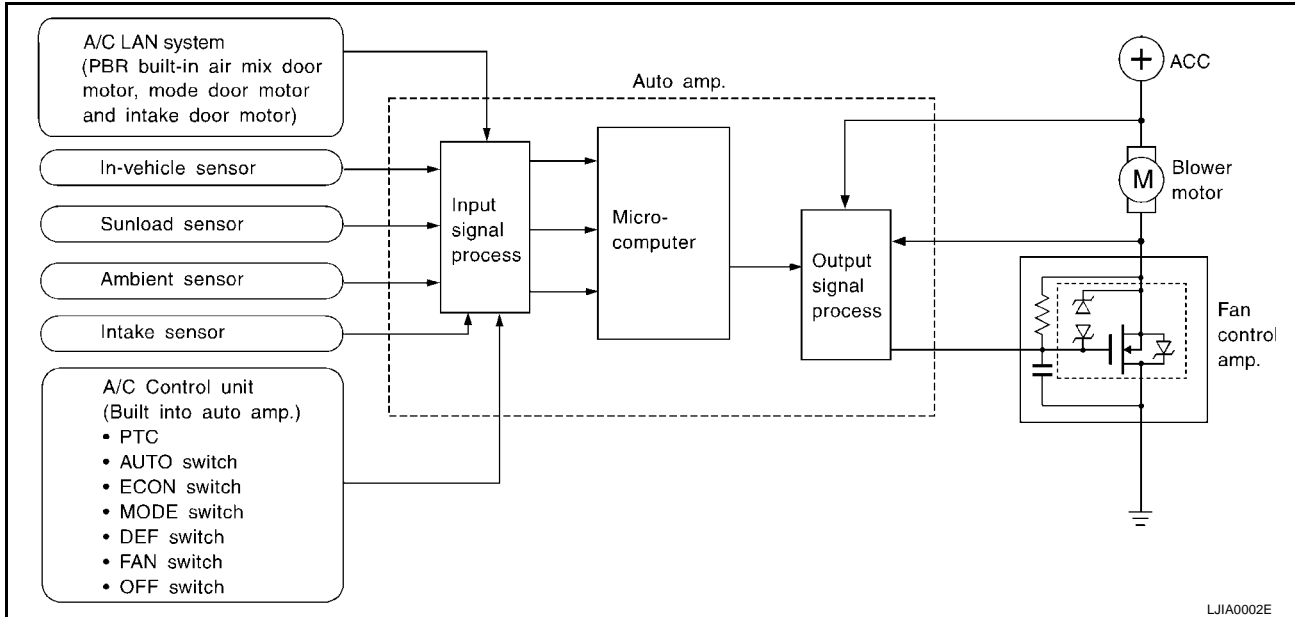 A/C LAN system
(PBR built-in air mix door
motor, mode door motor
and intake door motor)
In-vehicle sensor
Sunload sensor
Ambient sensor
Intake sensor
A/C Control unit
(Built into auto amp.)
• PTC
• AUTO switch
• ECON switch
• MODE switch
• DEF switch
• FAN switch
• OFF switch
Auto amp.
Input
signal
process
Micro-
computer
Output
signal
process
+ ACC
M
Blower
motor
Fan
control
amp.
LJIA0002E